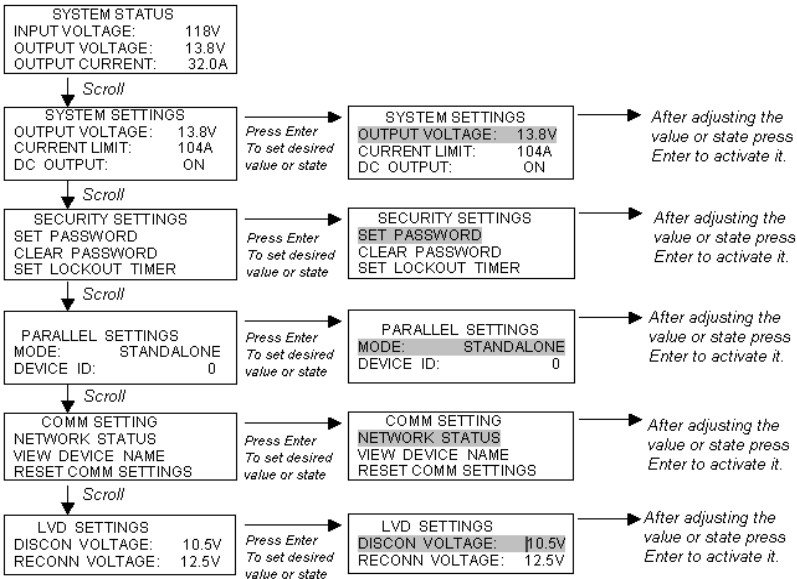 SYSTEM STATUS
INPUT VOLTAGE: 118V
OUTPUT VOLTAGE: 13.8V
OUTPUT CURRENT: 32.0A
Scroll
SYSTEM SETTINGS
OUTPUT VOLTAGE: 13.8V
CURRENT LIMIT: 104A
DC OUTPUT: ON
Press Enter
To set desired
value or state
SYSTEM SETTINGS
OUTPUT VOLTAGE: 13.8V
CURRENT LIMIT: 104A
DC OUTPUT: ON
After adjusting the
value or state press
Enter to activate it.
Scroll
SECURITY SETTINGS
SET PASSWORD
CLEAR PASSWORD
SET LOCKOUT TIMER
Press Enter
To set desired
value or state
SECURITY SETTINGS
SET PASSWORD
CLEAR PASSWORD
SET LOCKOUT TIMER
After adjusting the
value or state press
Enter to activate it.
Scroll
PARALLEL SETTINGS
MODE: STANDALONE
DEVICE ID: 0
Press Enter
To set desired
value or state
PARALLEL SETTINGS
MODE: STANDALONE
DEVICE ID: 0
After adjusting the
value or state press
Enter to activate it.
Scroll
COMM SETTING
NETWORK STATUS
VIEW DEVICE NAME
RESET COMM SETTINGS
Press Enter
To set desired
value or state
COMM SETTING
NETWORK STATUS
VIEW DEVICE NAME
RESET COMM SETTINGS
After adjusting the
value or state press
Enter to activate it.
Scroll
LVD SETTINGS
DISCON VOLTAGE: 10.5V
RECONN VOLTAGE: 12.5V
Press Enter
To set desired
value or state
LVD SETTINGS
DISCON VOLTAGE: 10.5V
RECONN VOLTAGE: 12.5V
After adjusting the
value or state press
Enter to activate it.